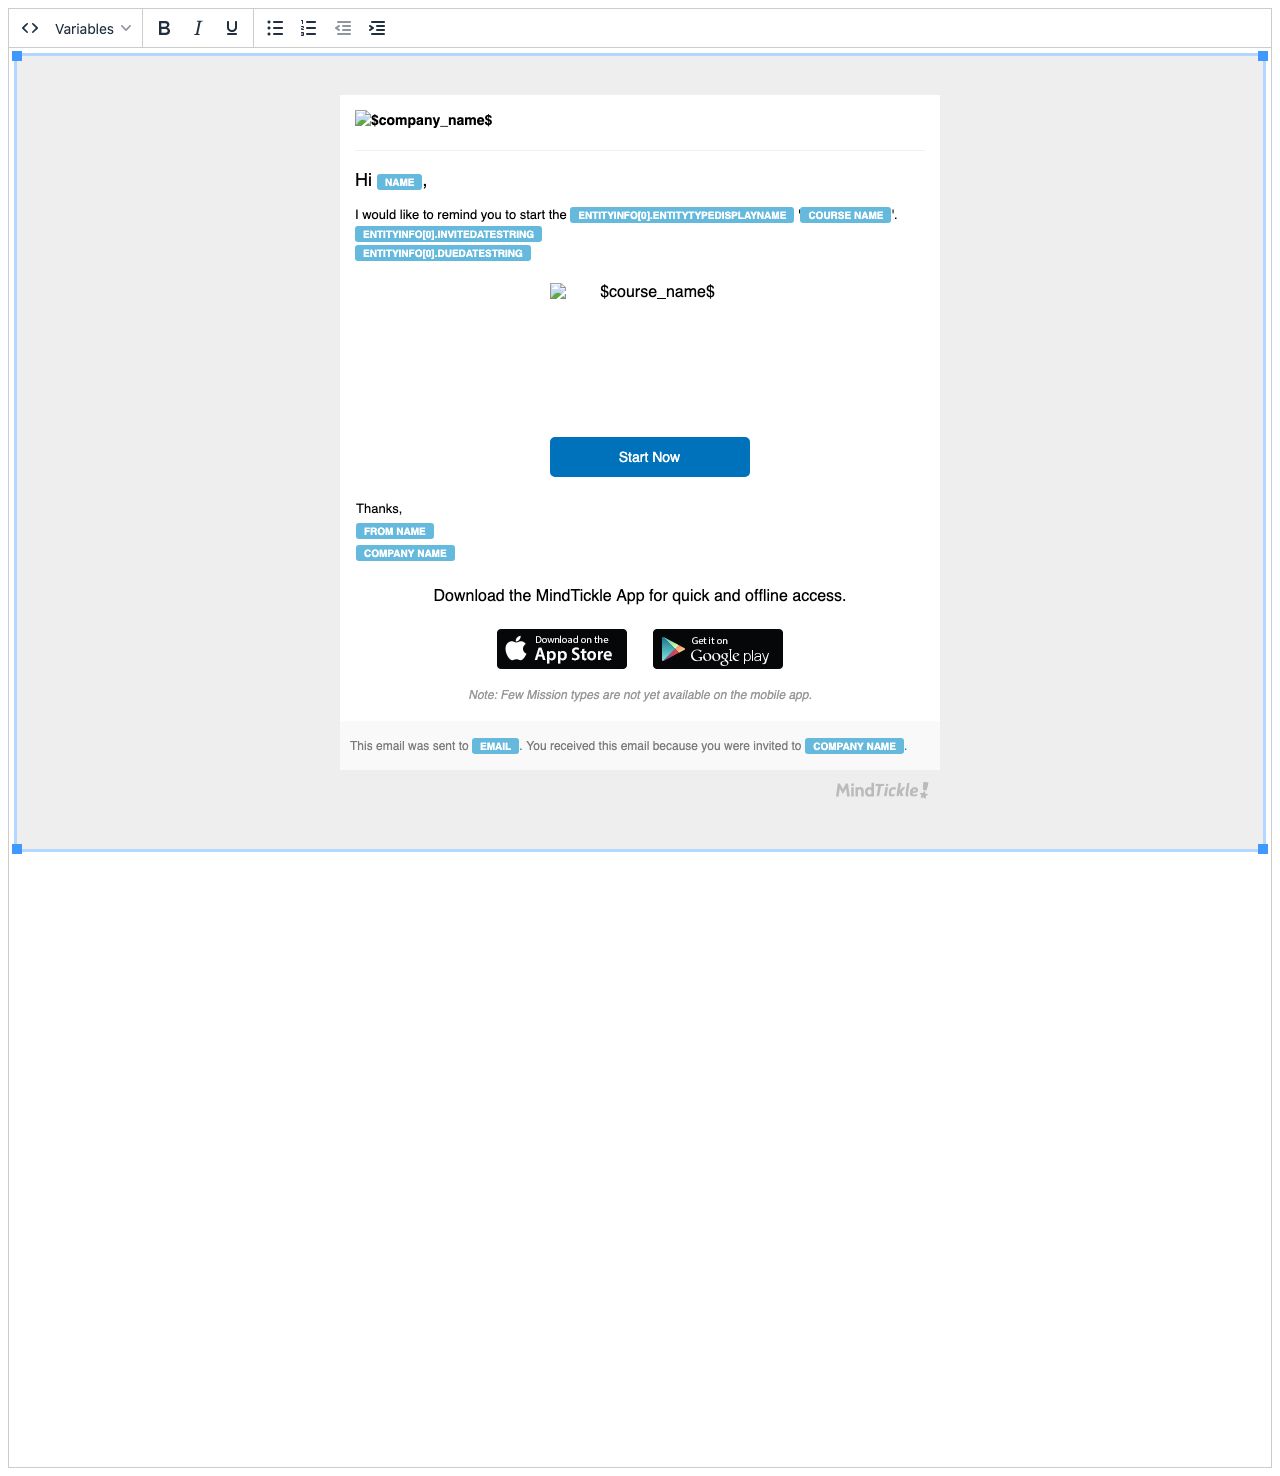 Variables
B I U
$company_name$
Hi NAME,
I would like to remind you to start the ENTITYINFO[0].ENTITYTYPEDISPLAYNAME 'COURSE NAME'.
ENTITYINFO[0].INVITEDATESTRING
ENTITYINFO[0].DUEDATESTRING
$course_name$
Start Now
Thanks,
FROM NAME
COMPANY NAME
Download the MindTickle App for quick and offline access.
Download on the
App Store
Get it on
Google play
Note: Few Mission types are not yet available on the mobile app.
This email was sent to EMAIL. You received this email because you were invited to COMPANY NAME.
MindTickle!